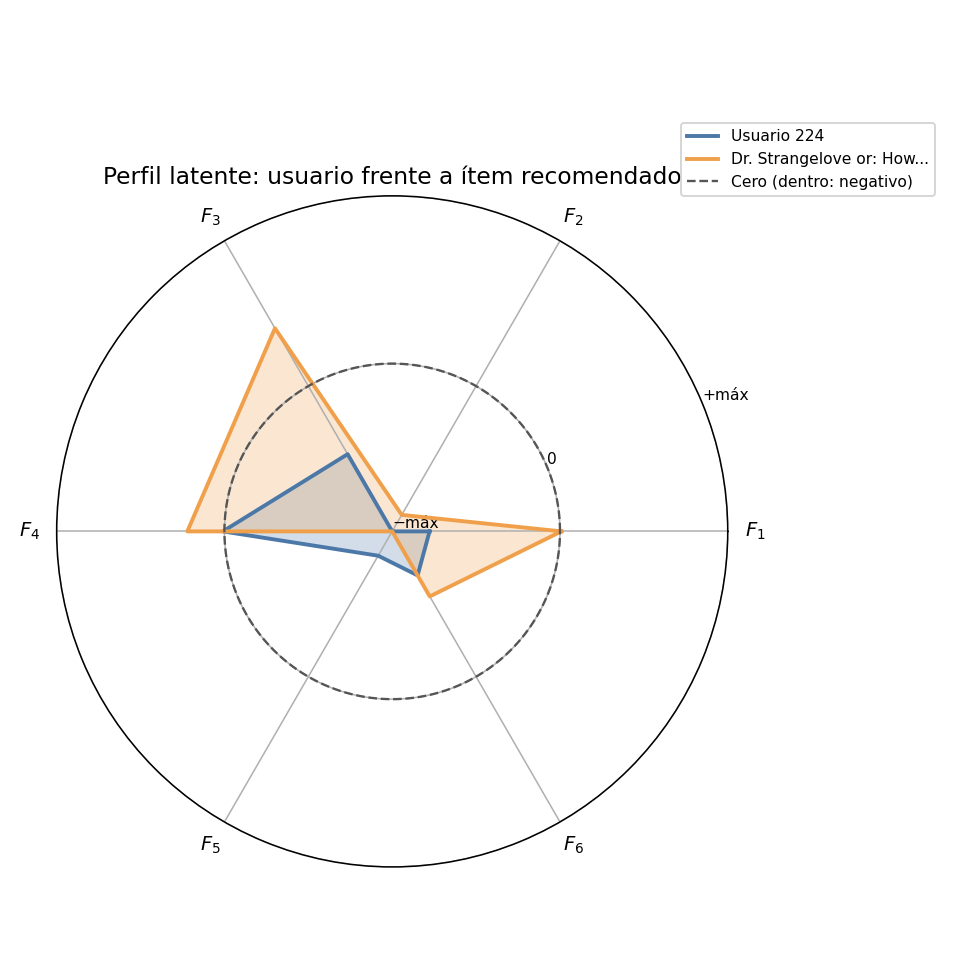 Perfil latente: usuario frente a ítem recomendado
Usuario 224
Dr. Strangelove or: How...
Cero (dentro: negativo)
F3
F2
+máx
0
−máx
F4
F1
F5
F6